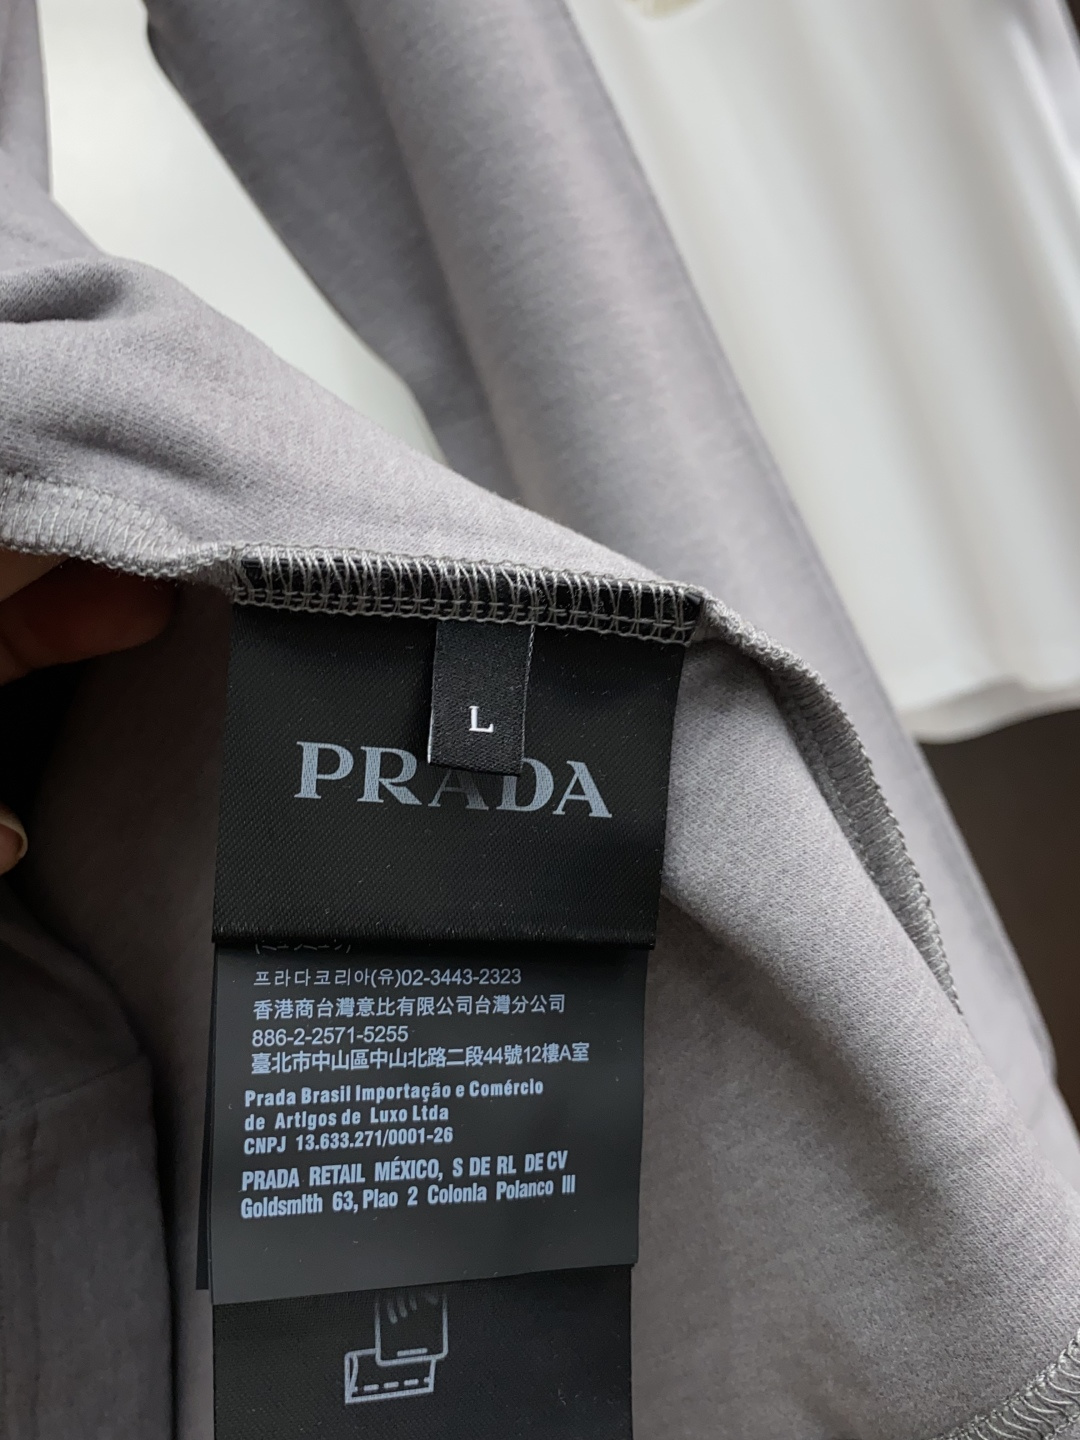 L
PRADA
프라다코리아(유)02-3443-2323
香港商台灣意比有限公司台灣分公司
886-2-2571-5255
臺北市中山區中山北路二段44號12樓A室
Prada Brasil Importação e Comércio
de Artlgos de Luxo Ltda
CNPJ 13.633.271/0001-26
PRADA RETAIL MÉXICO, S DE RL DE CV
Goldsmlth 63, Plao 2 Colonla Polanco III